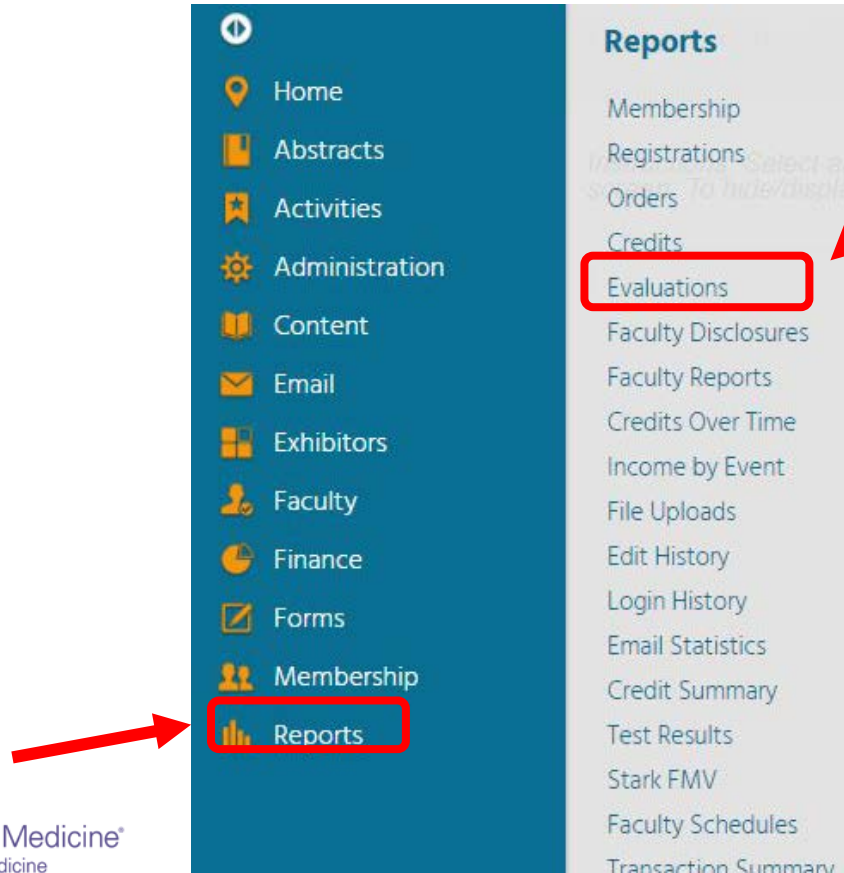 Home
Abstracts
Activities
Administration
Content
Email
Exhibitors
Faculty
Finance
Forms
Membership
Reports
Medicine®
dicine
Reports
Membership
Registrations
Orders
Credits
Evaluations
Faculty Disclosures
Faculty Reports
Credits Over Time
Income by Event
File Uploads
Edit History
Login History
Email Statistics
Credit Summary
Test Results
Stark FMV
Faculty Schedules
Transaction Summary